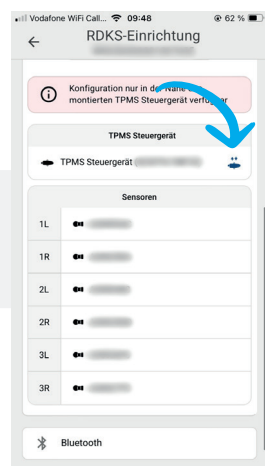 Vodafone WiFi Call... 09:48 62 %
RDKS-Einrichtung
Konfiguration nur in der Nähe
montierten TPMS Steuergerät verfügbar
TPMS Steuergerät
TPMS Steuergerät
Sensoren
1L
1R
2L
2R
3L
3R
Bluetooth